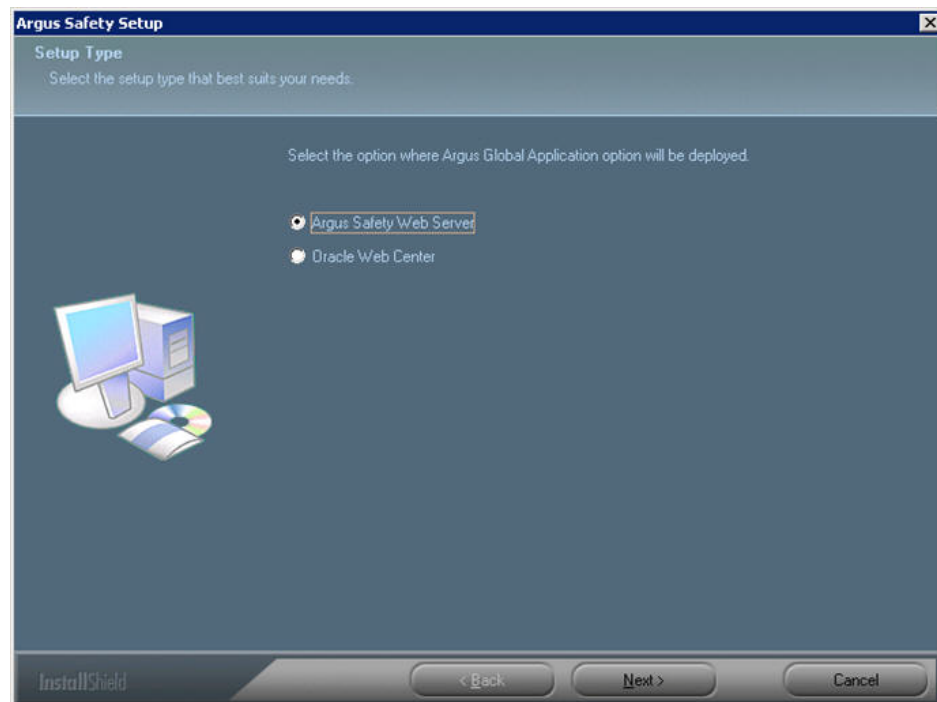 Argus Safety Setup
Setup Type
Select the setup type that best suits your needs.
Select the option where Argus Global Application option will be deployed.
Argus Safety Web Server
Oracle Web Center
InstallShield
< Back
Next >
Cancel